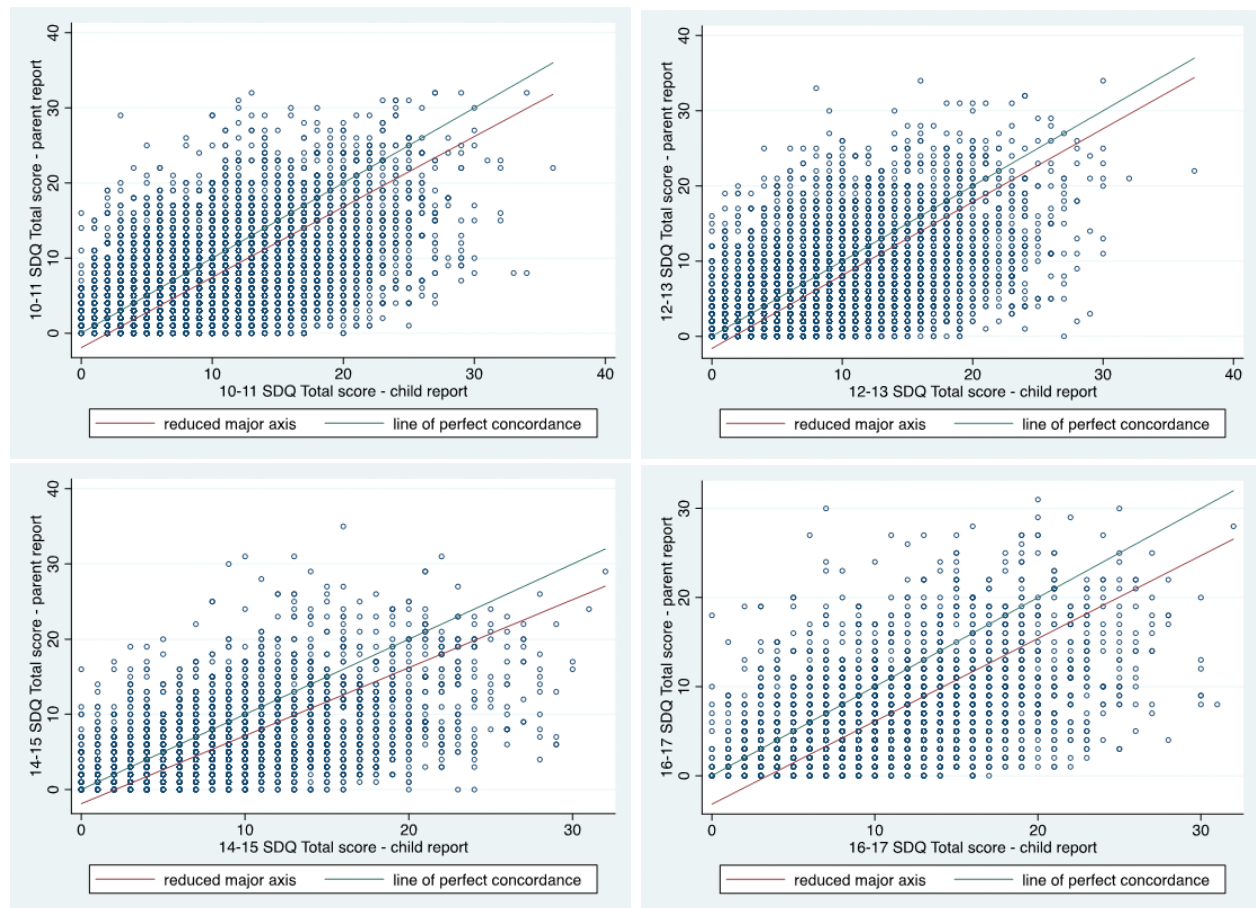 10-11 SDQ Total score - parent report
40
30
20
10
0
0 10 20 30 40
10-11 SDQ Total score - child report
reduced major axis line of perfect concordance
12-13 SDQ Total score - parent report
40
30
20
10
0
0 10 20 30 40
12-13 SDQ Total score - child report
reduced major axis line of perfect concordance
14-15 SDQ Total score - parent report
40
30
20
10
0
0 10 20 30
14-15 SDQ Total score - child report
reduced major axis line of perfect concordance
16-17 SDQ Total score - parent report
30
20
10
0
0 10 20 30
16-17 SDQ Total score - child report
reduced major axis line of perfect concordance